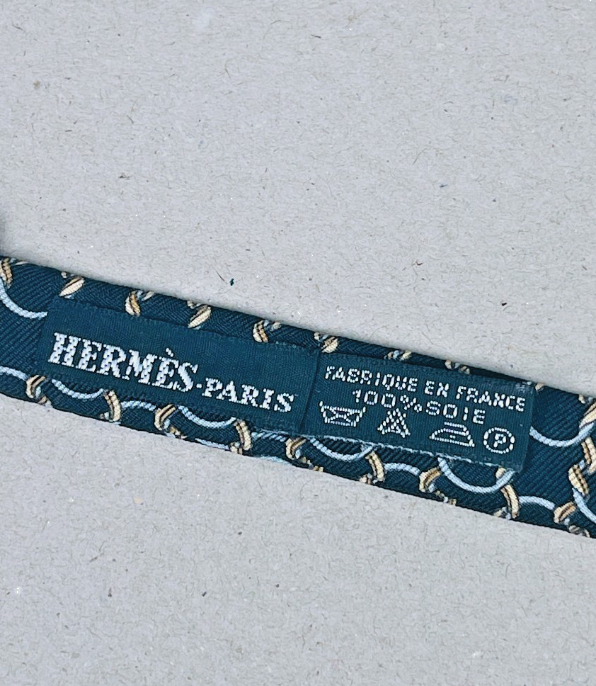 HERMÈS-PARIS
FABRIQUE EN FRANCE
100% SOIE
P